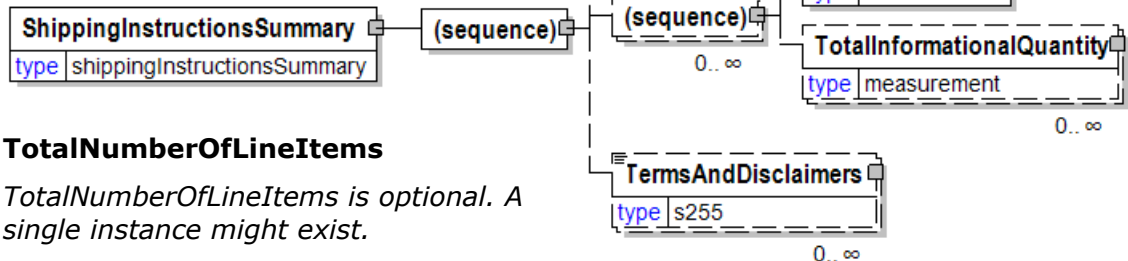 ShippingInstructionsSummary
type shippingInstructionsSummary
(sequence)
(sequence)
0.. ∞
TotalInformationalQuantity
type measurement
0.. ∞
TotalNumberOfLineItems
TotalNumberOfLineItems is optional. A
single instance might exist.
TermsAndDisclaimers
type s255
0.. ∞